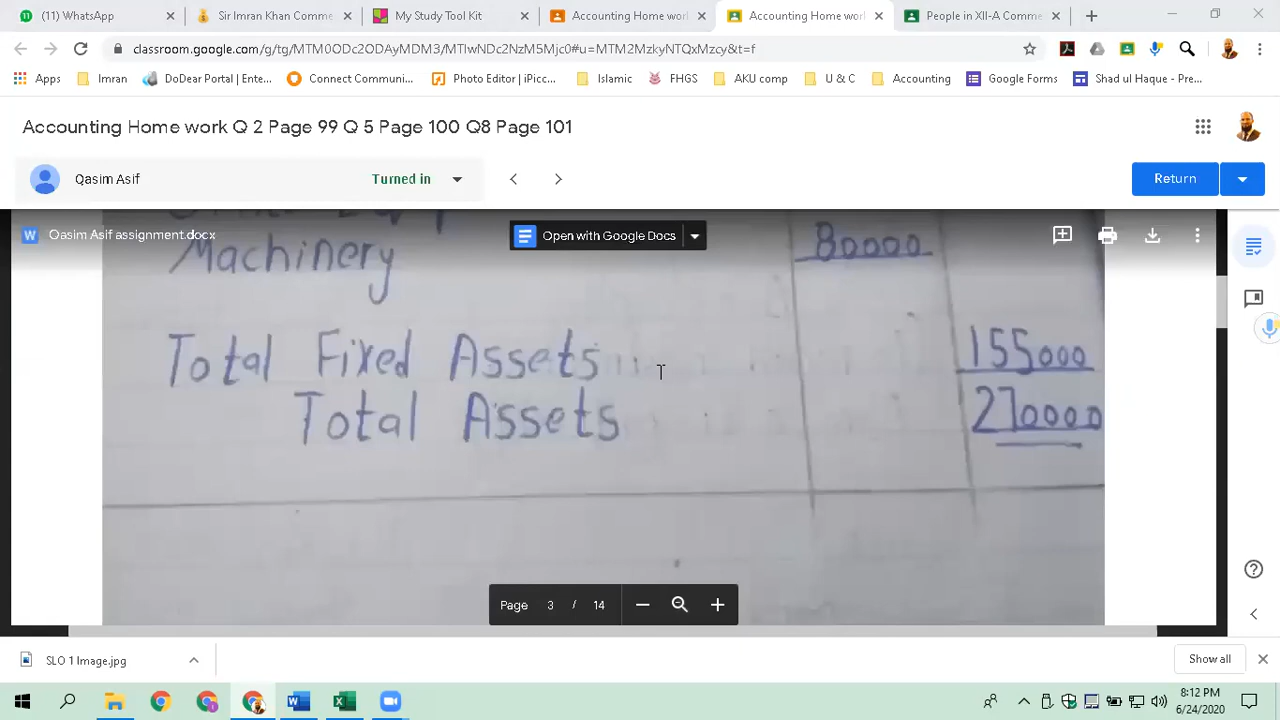 (11) WhatsApp
Sir Imran Khan Comme
My Study Tool Kit
Accounting Home work
Accounting Home work
People in XII-A Comme
classroom.google.com/g/tg/MTM0ODc2ODAyMDM3/MTIwNDc2NzM5Mjc0#u=MTM2MzkyNTQxMzcy&t=f
Apps
Imran
DoDear Portal | Ente...
Connect Communi...
Photo Editor | iPicc...
Islamic
FHGS
AKU comp
U & C
Accounting
Google Forms
Shad ul Haque - Pre...
Accounting Home work Q 2 Page 99 Q 5 Page 100 Q8 Page 101
Qasim Asif
Turned in
Return
Qasim Asif assignment.docx
Open with Google Docs
Machinery 80000
Total Fixed Assets 155000
Total Assets 270000
Page 3 / 14
SLO 1 Image.jpg
Show all
8:12 PM
6/24/2020